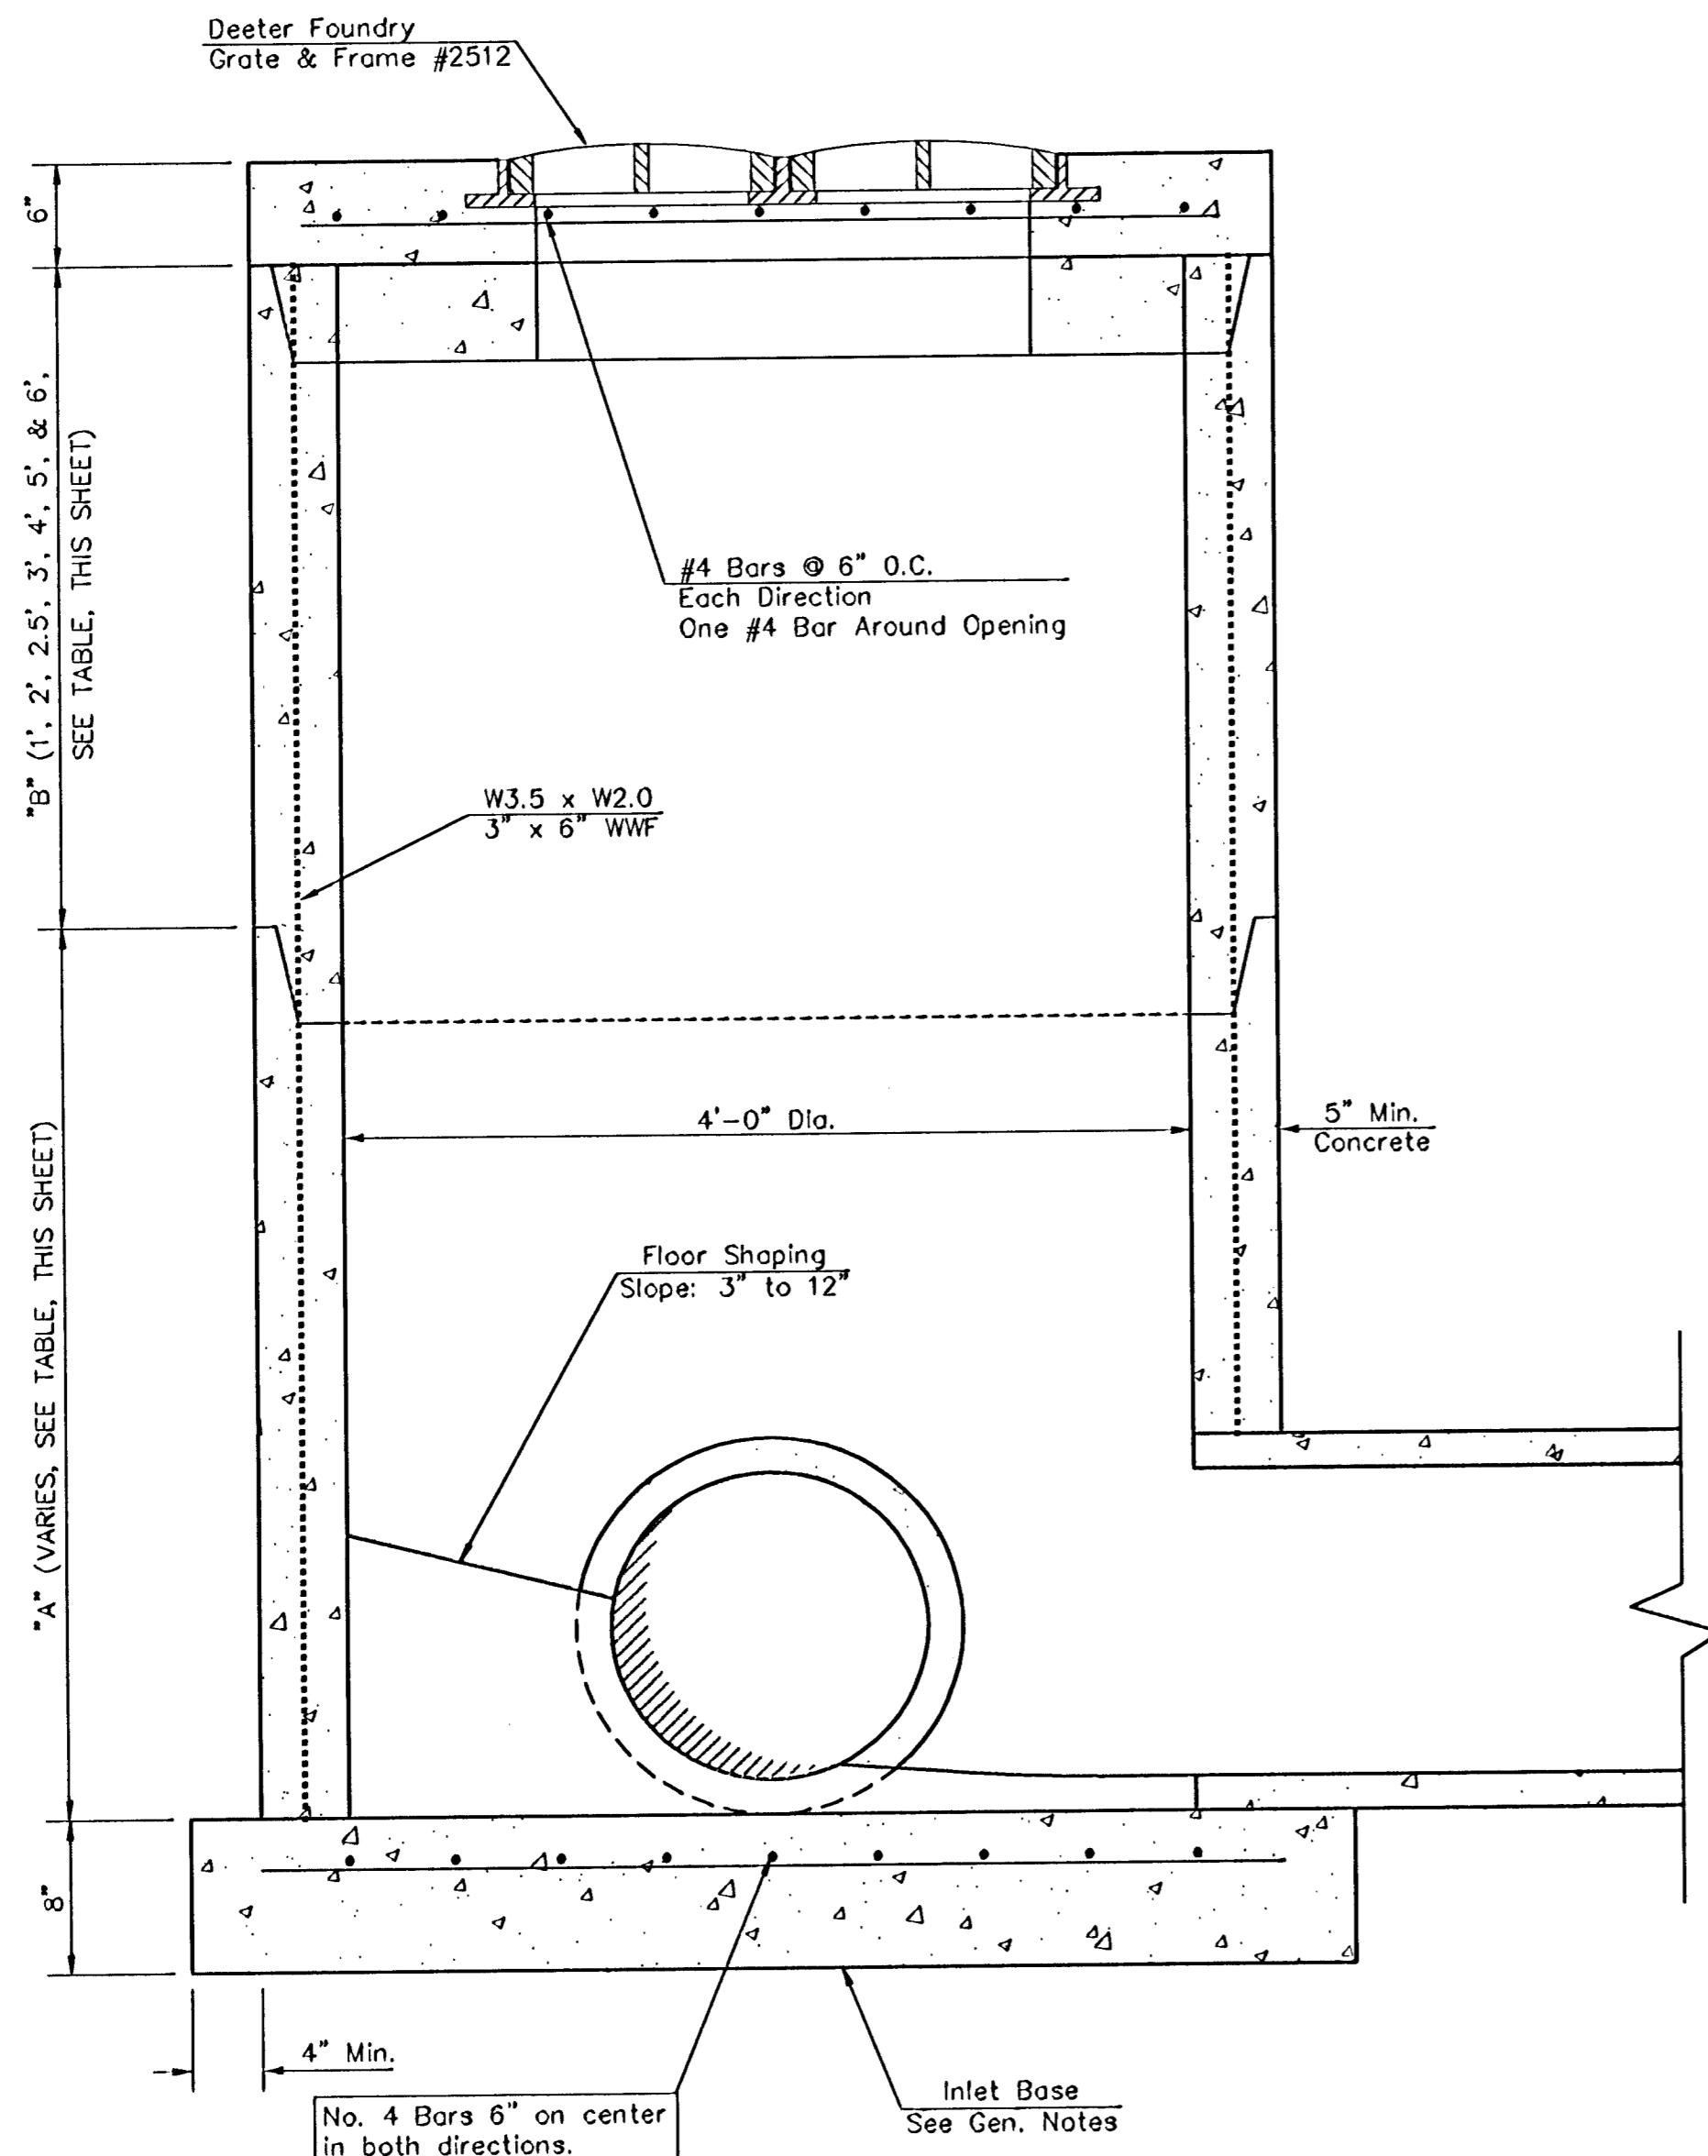 Deeter Foundry
Grate & Frame #2512
6"
"B" (1', 2', 2.5', 3', 4', 5', & 6',
SEE TABLE, THIS SHEET)
#4 Bars @ 6" O.C.
Each Direction
One #4 Bar Around Opening
W3.5 x W2.0
3" x 6" WWF
4'-0" Dia.
5" Min.
Concrete
"A" (VARIES, SEE TABLE, THIS SHEET)
Floor Shaping
Slope: 3" to 12"
8"
4" Min.
No. 4 Bars 6" on center
in both directions.
Inlet Base
See Gen. Notes